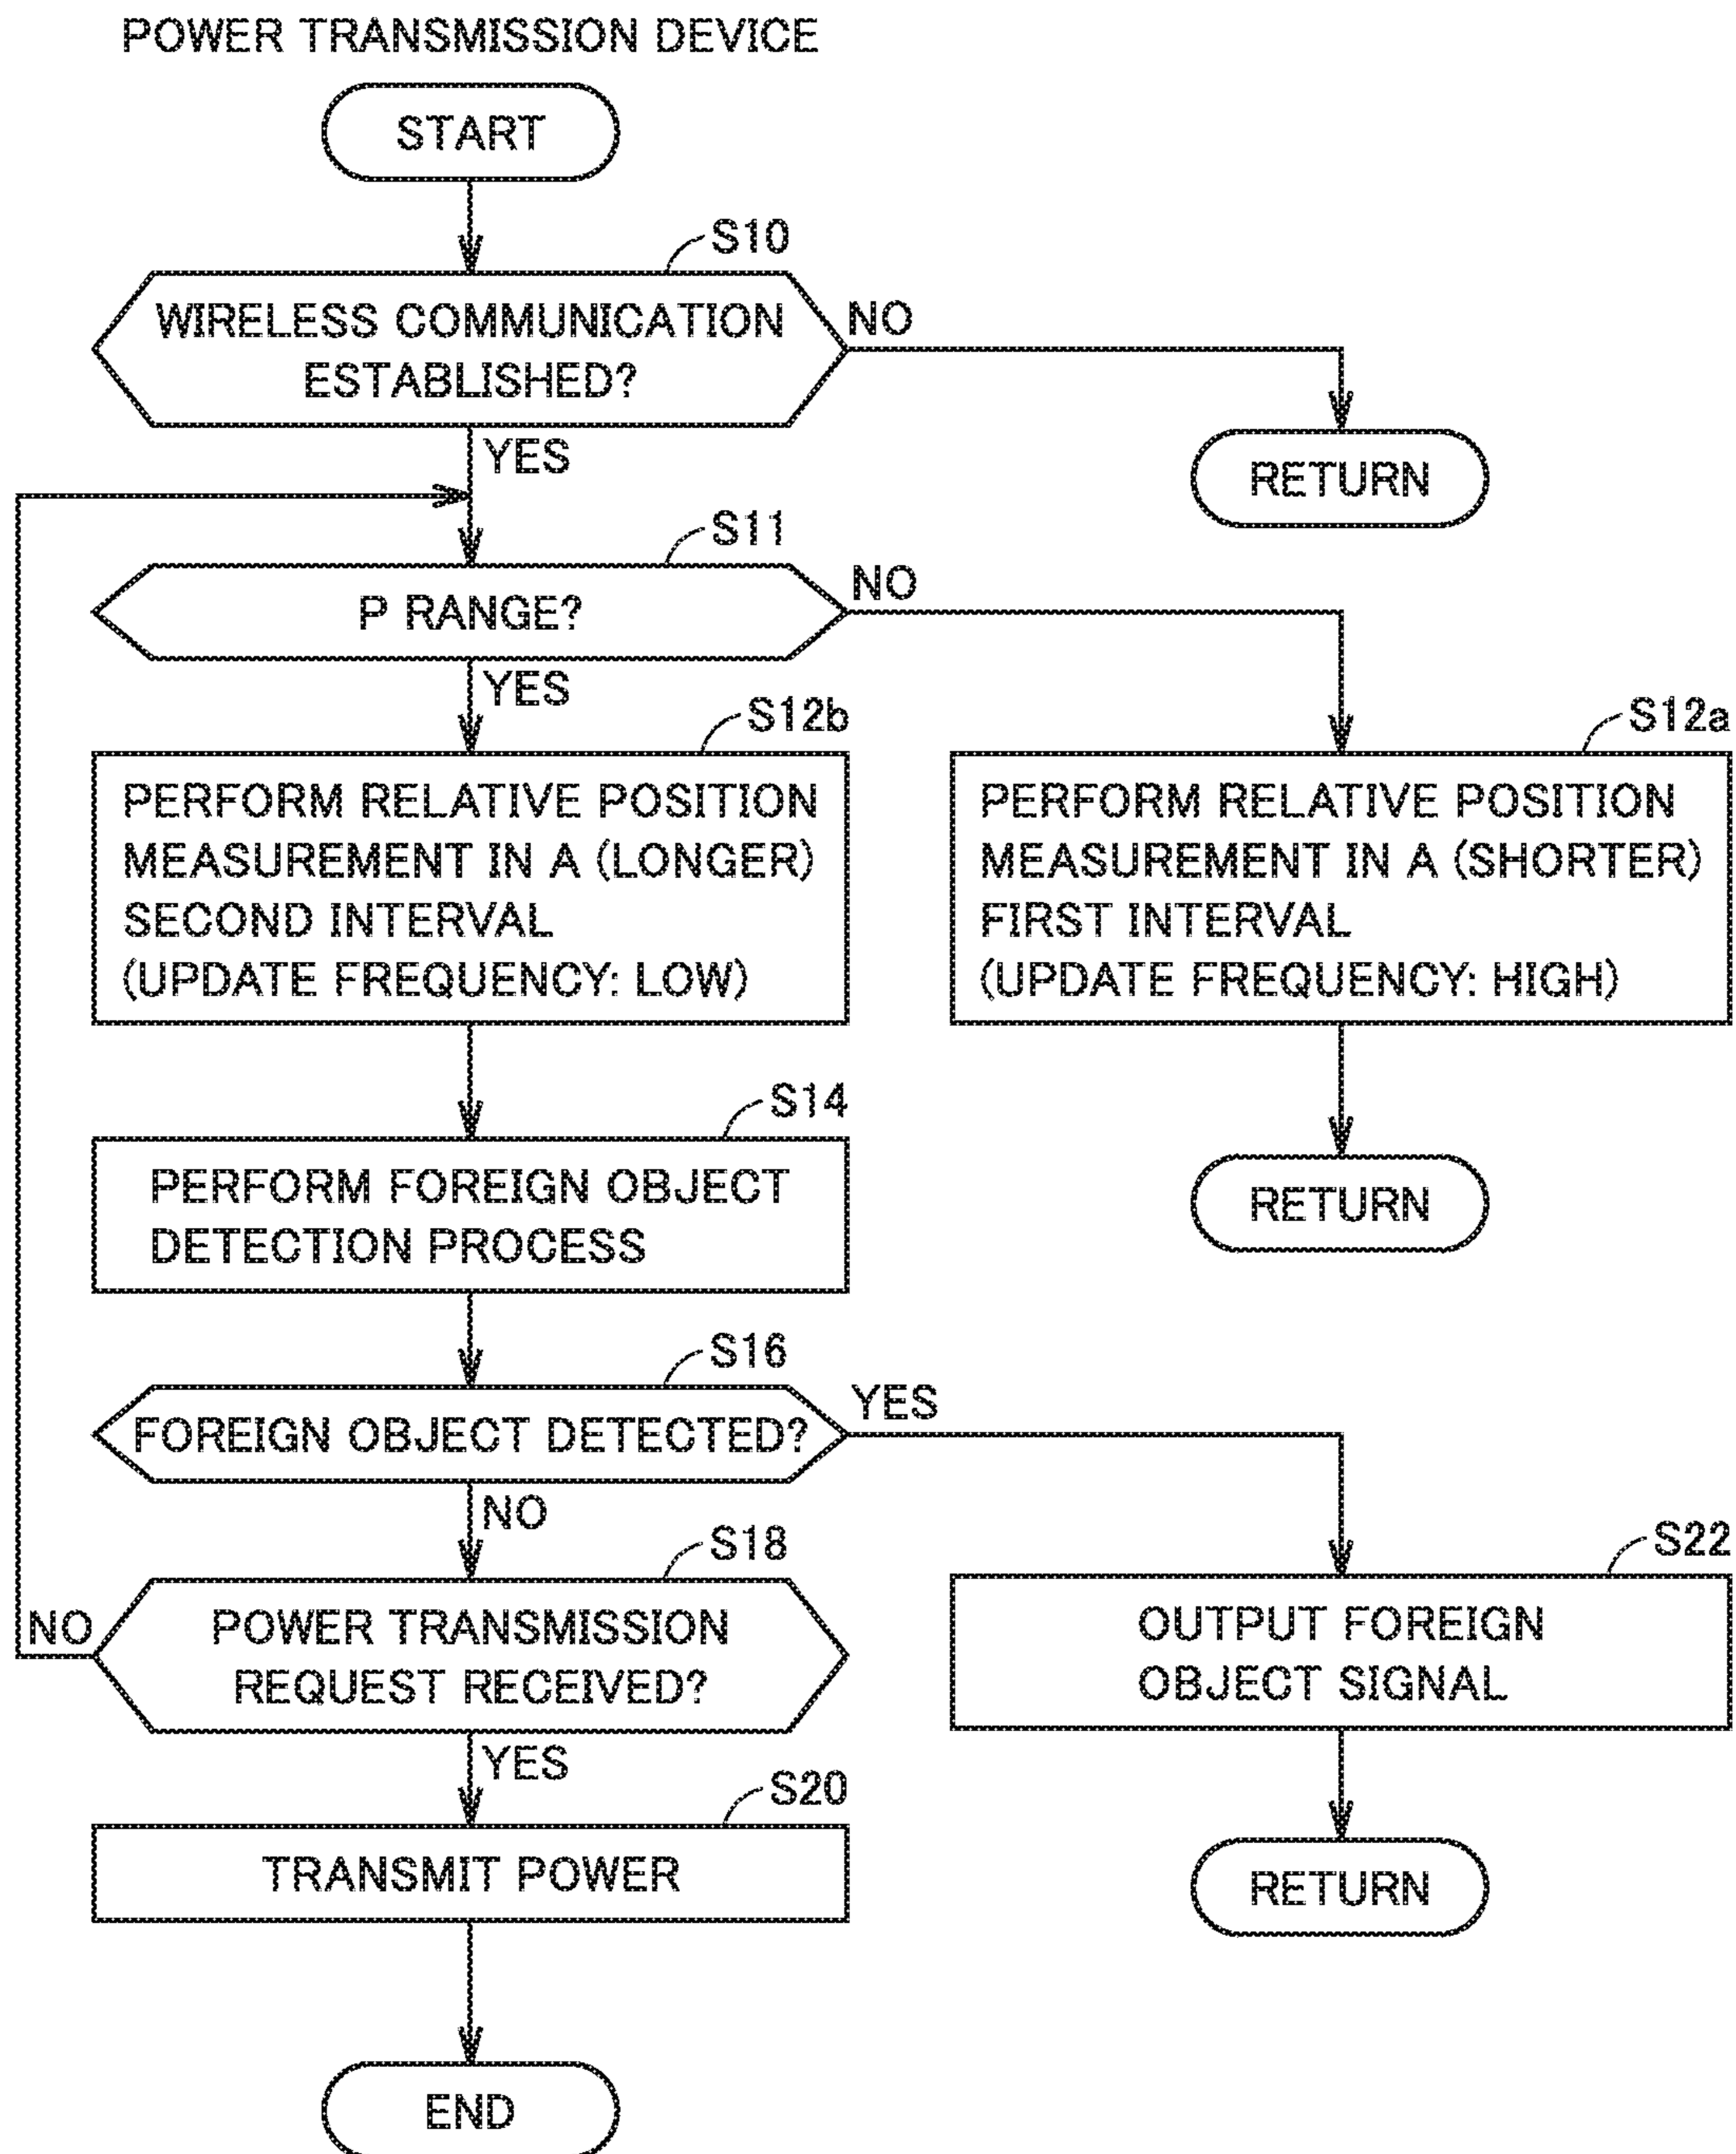 POWER TRANSMISSION DEVICE
START
S10
WIRELESS COMMUNICATION
ESTABLISHED?
NO
YES
RETURN
S11
P RANGE?
NO
YES
S12b
PERFORM RELATIVE POSITION
MEASUREMENT IN A (LONGER)
SECOND INTERVAL
(UPDATE FREQUENCY: LOW)
S12a
PERFORM RELATIVE POSITION
MEASUREMENT IN A (SHORTER)
FIRST INTERVAL
(UPDATE FREQUENCY: HIGH)
RETURN
S14
PERFORM FOREIGN OBJECT
DETECTION PROCESS
S16
FOREIGN OBJECT DETECTED?
YES
NO
S18
POWER TRANSMISSION
REQUEST RECEIVED?
NO
YES
S22
OUTPUT FOREIGN
OBJECT SIGNAL
RETURN
S20
TRANSMIT POWER
END